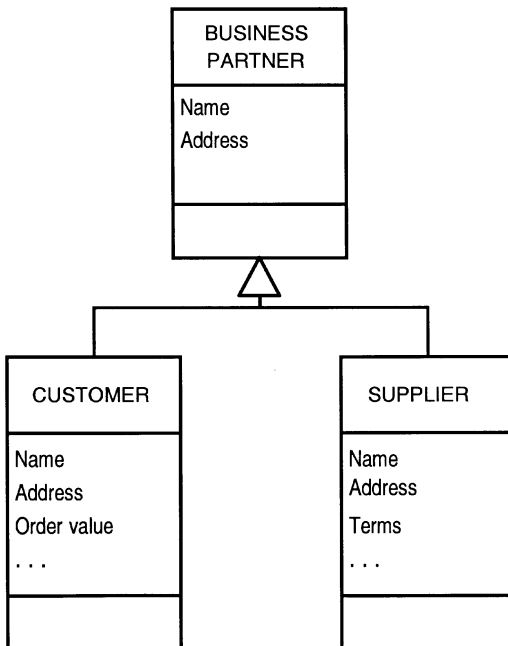 BUSINESS
PARTNER
Name
Address
CUSTOMER
Name
Address
Order value
. . .
SUPPLIER
Name
Address
Terms
. . .